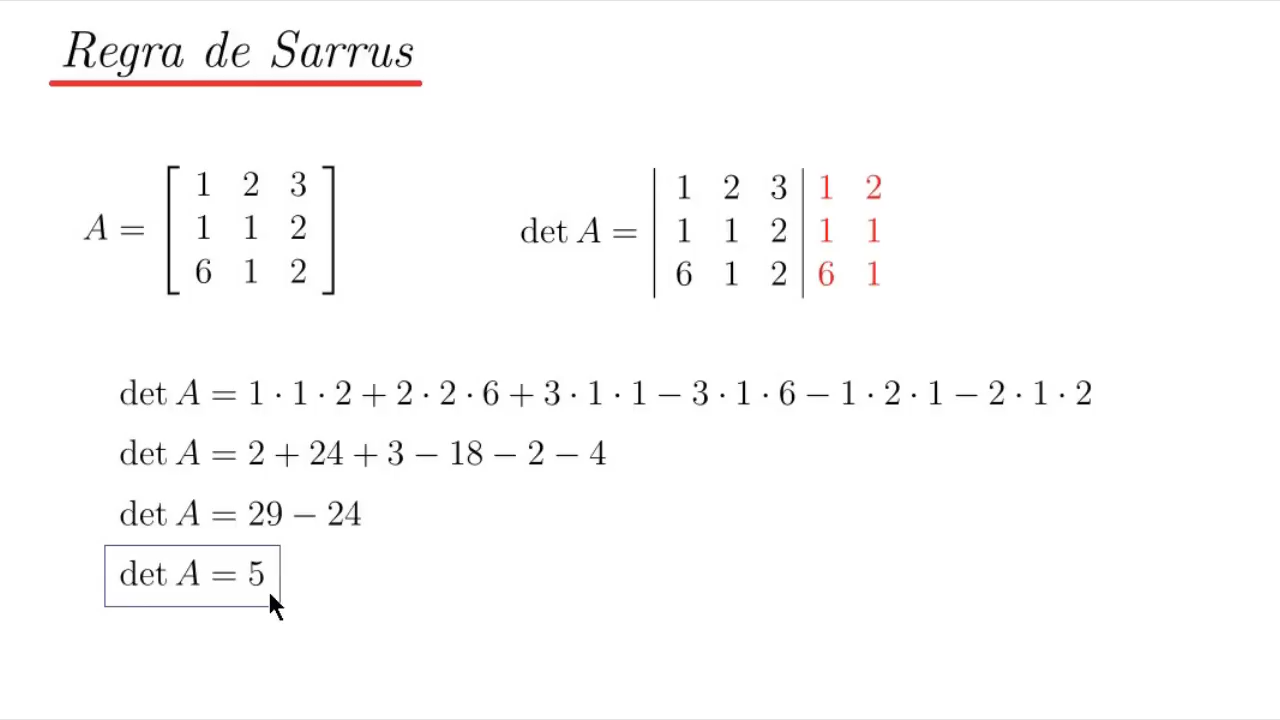 Regra de Sarrus
A = [ 1 2 3
1 1 2
6 1 2 ]
det A = | 1 2 3 | 1 2
1 1 2 | 1 1
6 1 2 | 6 1
det A = 1 · 1 · 2 + 2 · 2 · 6 + 3 · 1 · 1 − 3 · 1 · 6 − 1 · 2 · 1 − 2 · 1 · 2
det A = 2 + 24 + 3 − 18 − 2 − 4
det A = 29 − 24
det A = 5